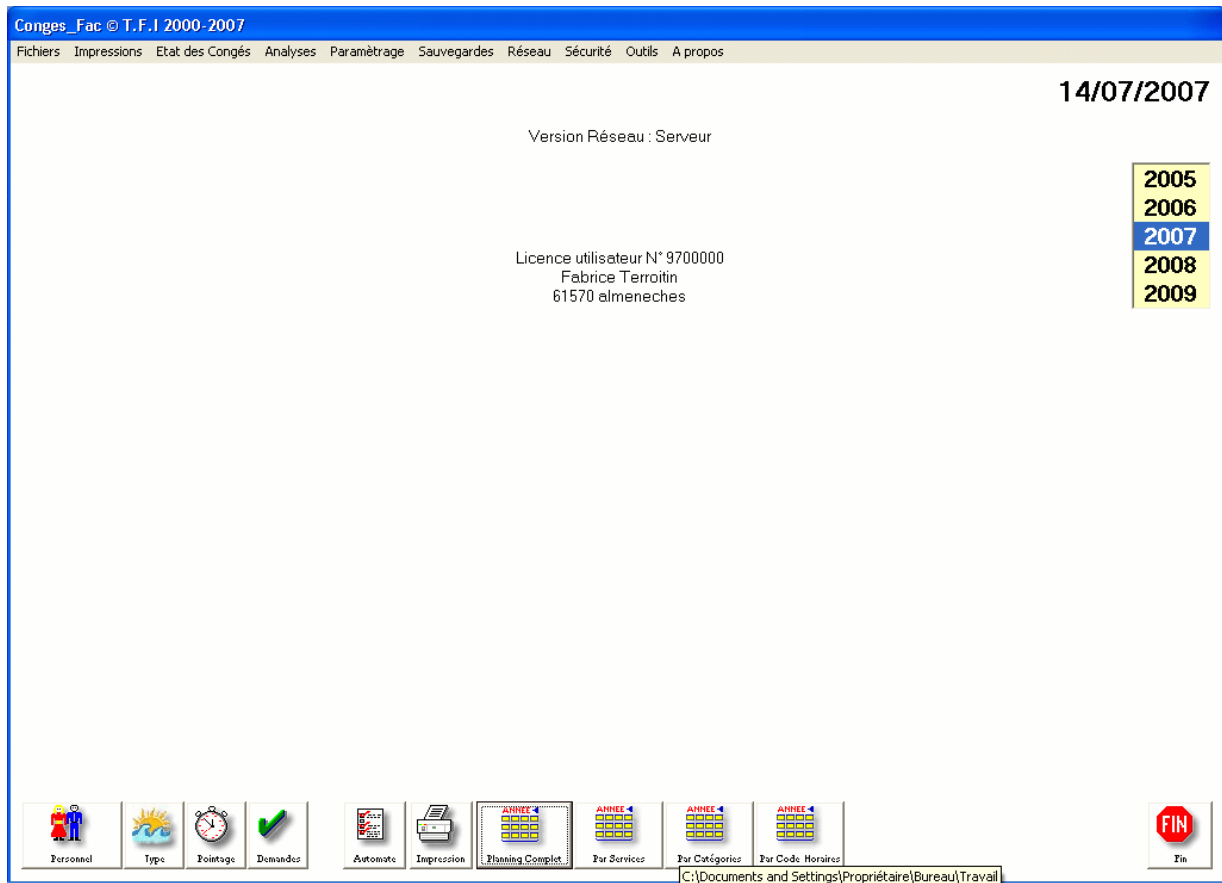 Conges_Fac © T.F.I 2000-2007
Fichiers Impressions Etat des Congés Analyses Paramètrage Sauvegardes Réseau Sécurité Outils A propos
14/07/2007
Version Réseau : Serveur
2005
2006
2007
2008
2009
Licence utilisateur N° 9700000
Fabrice Terroitin
61570 almeneches
ANNEE ANNEE ANNEE ANNEE
FIN
Personnel Type Pointage Demandes Automate Impression Planning Complet Par Services Par Catégories Par Code Horaires Fin
C:\Documents and Settings\Propriétaire\Bureau\Travail